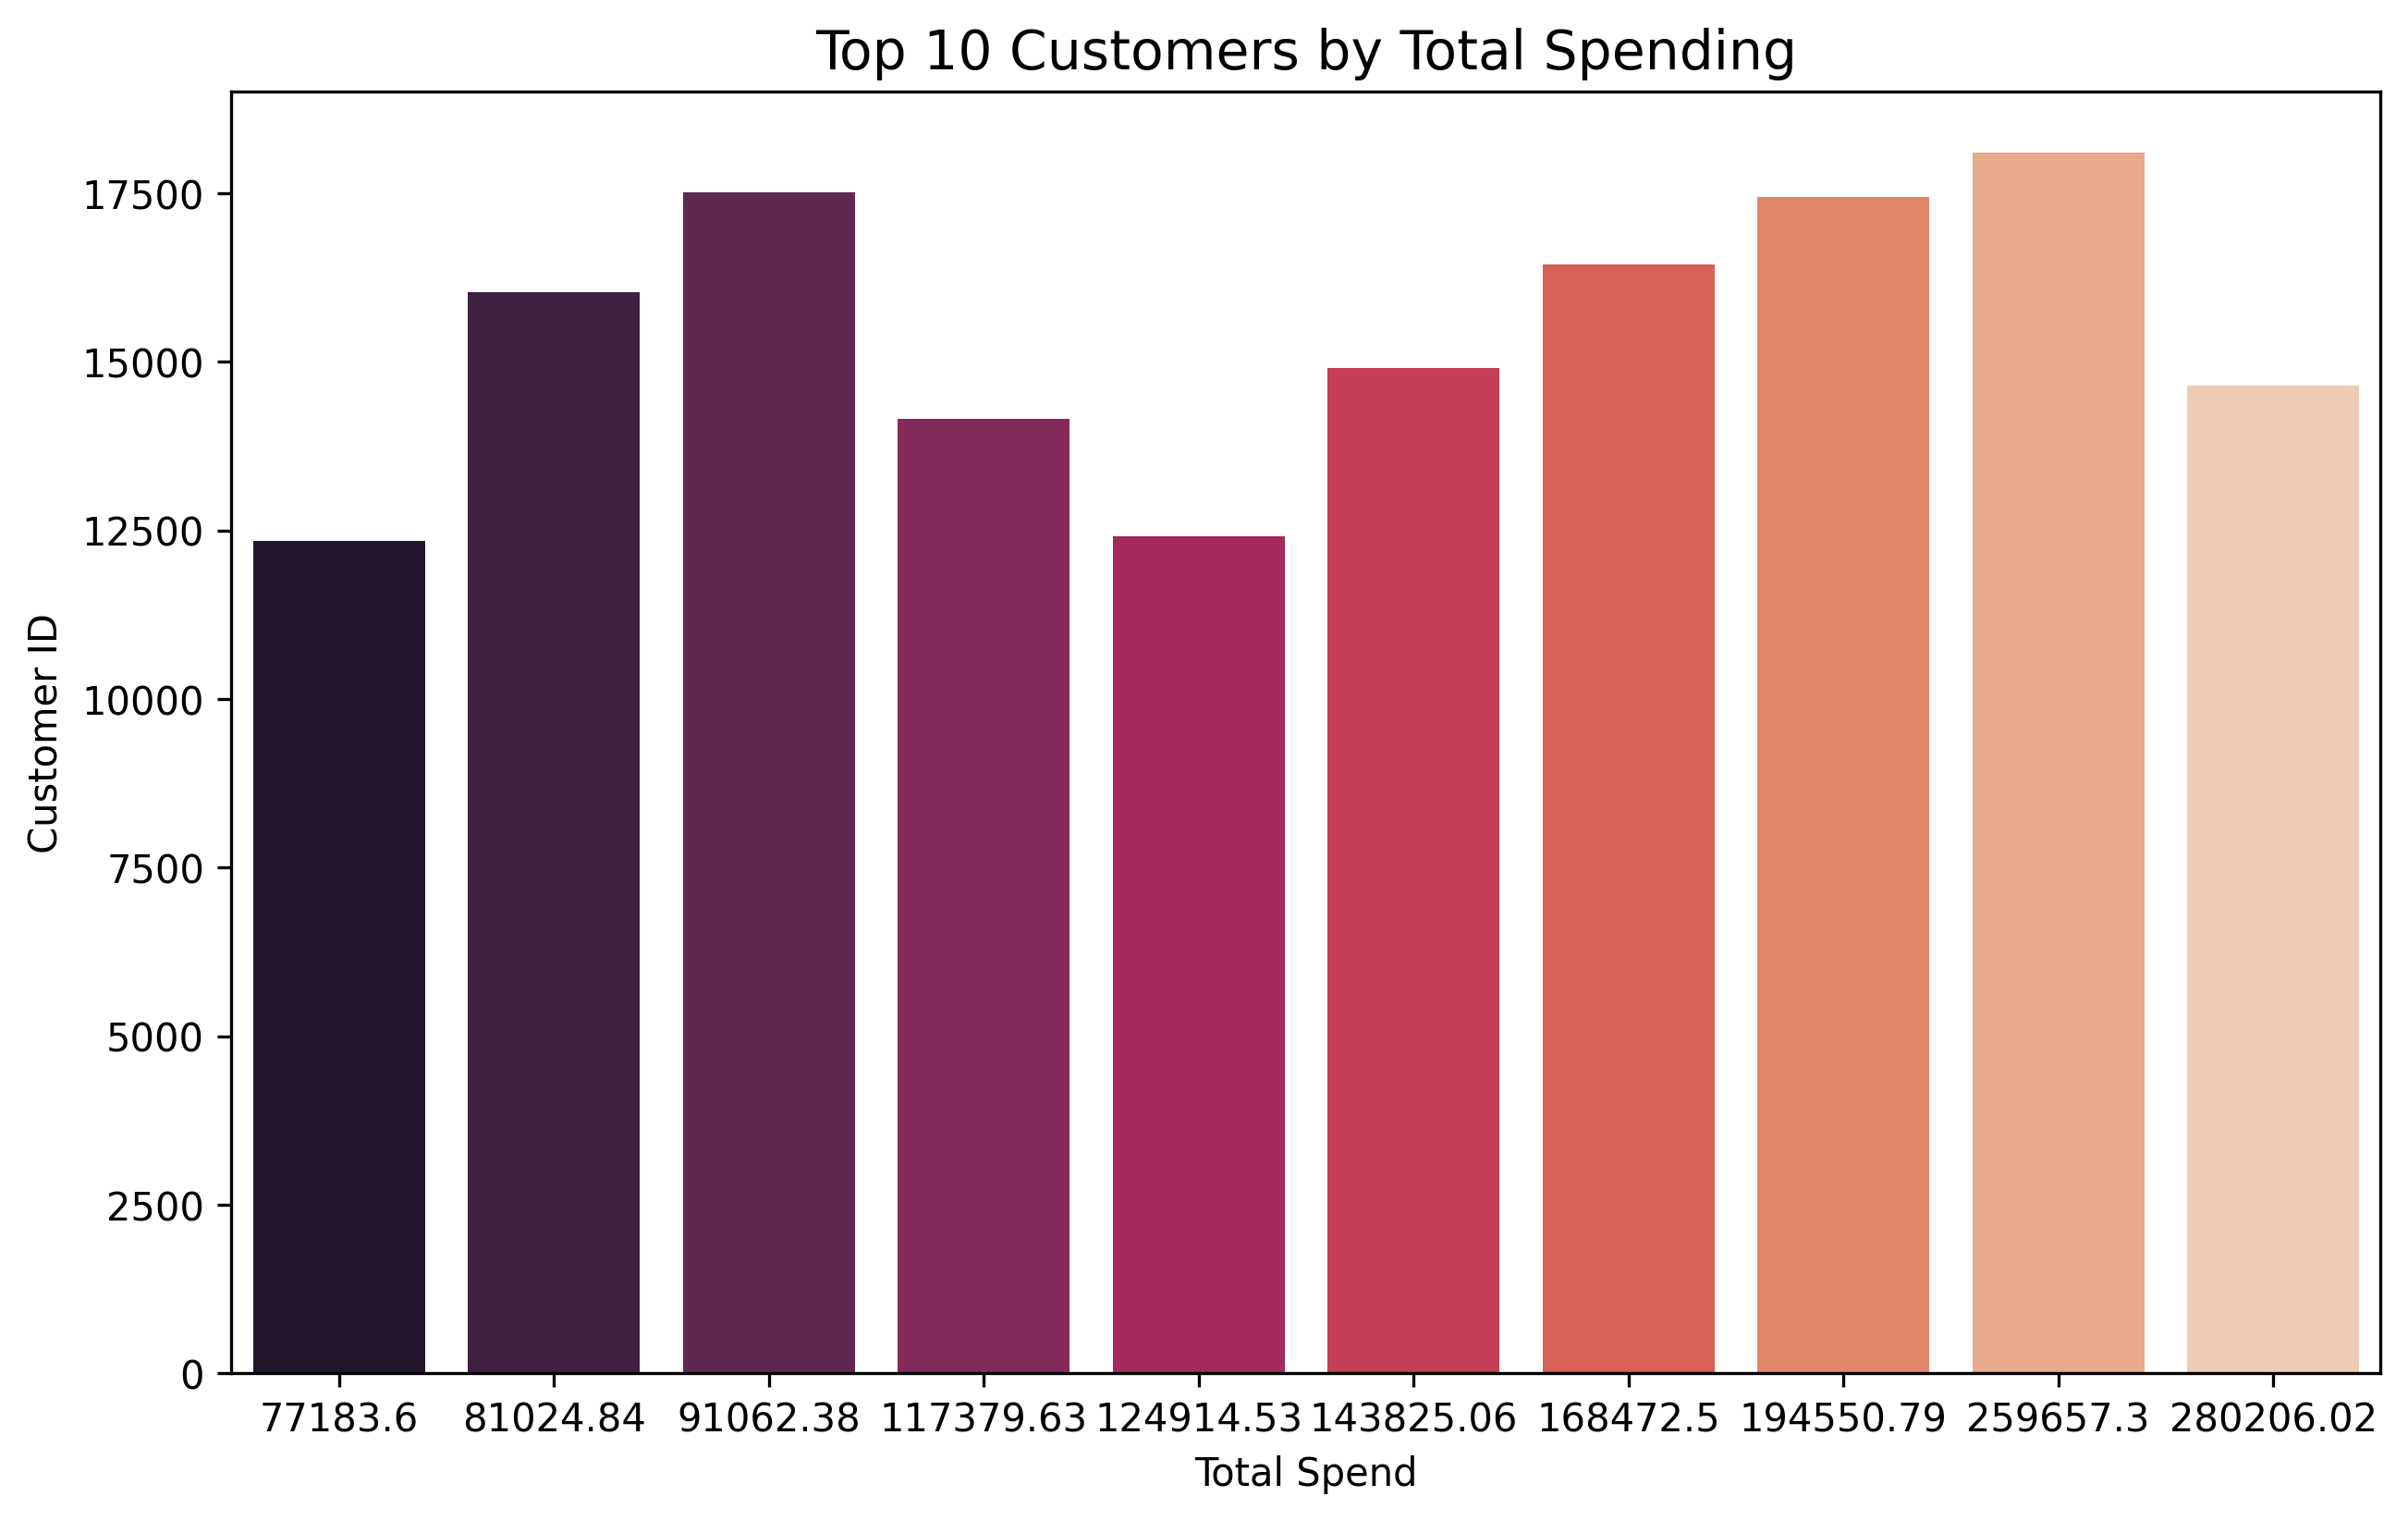 Top 10 Customers by Total Spending
Customer ID
17500
15000
12500
10000
7500
5000
2500
0
77183.6 81024.84 91062.38 117379.63 124914.53 143825.06 168472.5 194550.79 259657.3 280206.02
Total Spend